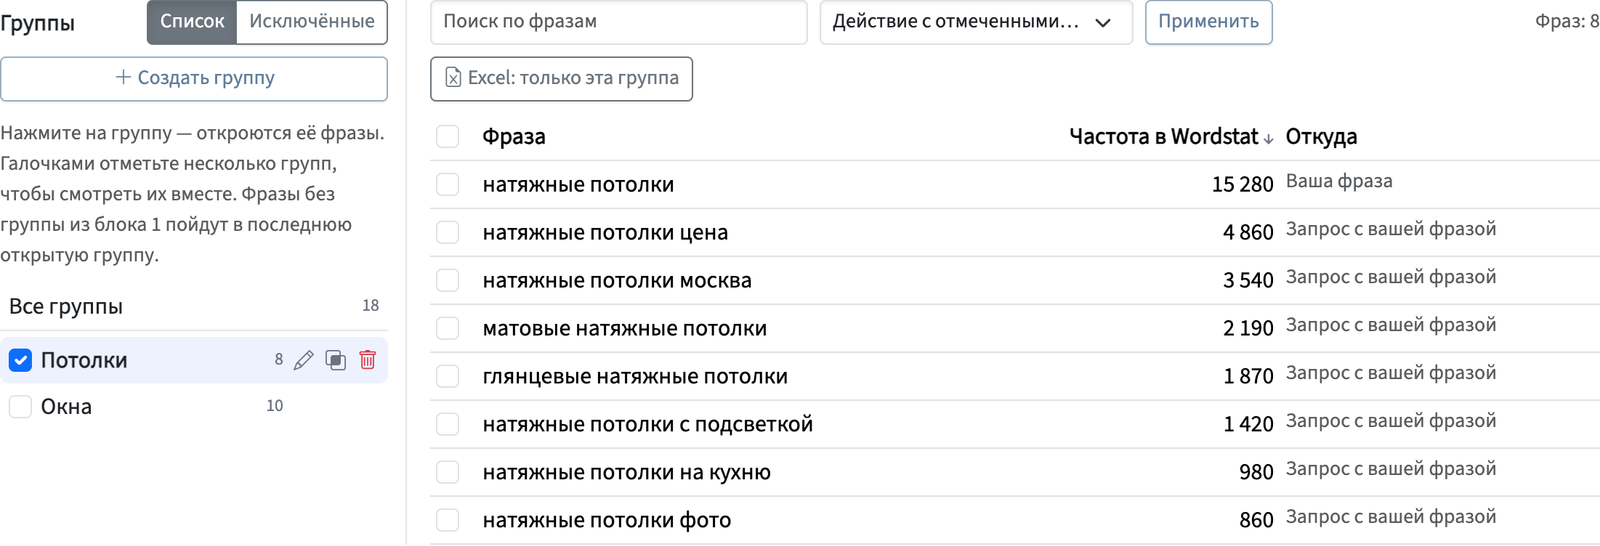 Группы
Список
Исключённые
+ Создать группу
Нажмите на группу — откроются её фразы.
Галочками отметьте несколько групп,
чтобы смотреть их вместе. Фразы без
группы из блока 1 пойдут в последнюю
открытую группу.
Все группы 18
Потолки 8
Окна 10
Поиск по фразам
Действие с отмеченными...
Применить
Фраз: 8
Excel: только эта группа
Фраза Частота в Wordstat ↓ Откуда
натяжные потолки 15 280 Ваша фраза
натяжные потолки цена 4 860 Запрос с вашей фразой
натяжные потолки москва 3 540 Запрос с вашей фразой
матовые натяжные потолки 2 190 Запрос с вашей фразой
глянцевые натяжные потолки 1 870 Запрос с вашей фразой
натяжные потолки с подсветкой 1 420 Запрос с вашей фразой
натяжные потолки на кухню 980 Запрос с вашей фразой
натяжные потолки фото 860 Запрос с вашей фразой